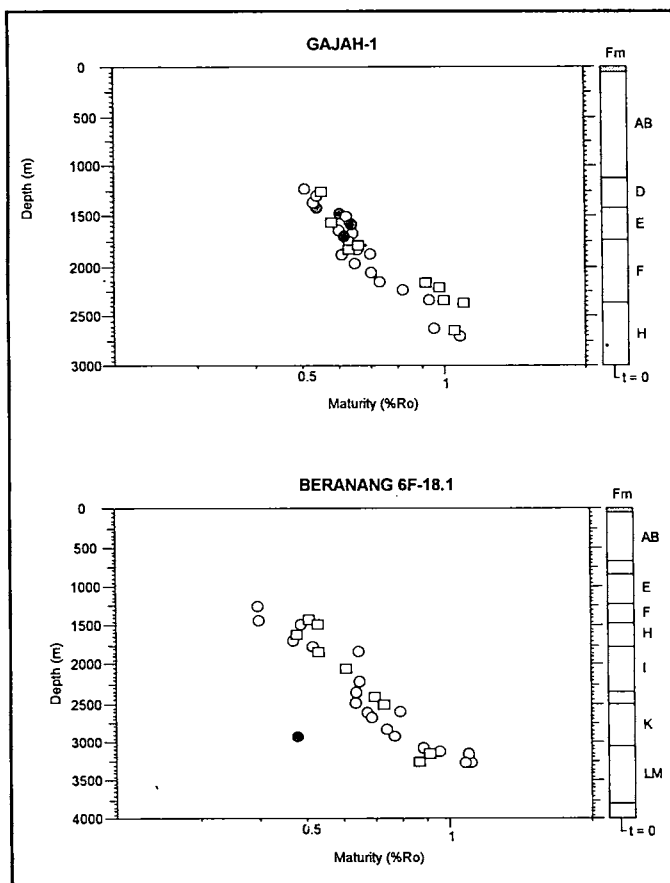 GAJAH-1
Fm
0
500
1000
1500
2000
2500
3000
Depth (m)
AB
D
E
F
H
t = 0
0.5
1
Maturity (%Ro)
BERANANG 6F-18.1
Fm
0
500
1000
1500
2000
2500
3000
3500
4000
Depth (m)
AB
E
F
H
I
K
LM
t = 0
0.5
1
Maturity (%Ro)